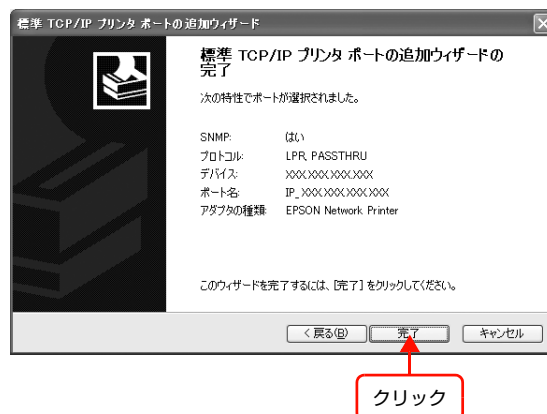 標準 TCP/IP プリンタ ポートの追加ウィザード
標準 TCP/IP プリンタ ポートの追加ウィザードの
完了
次の特性でポートが選択されました。
SNMP: はい
プロトコル: LPR, PASSTHRU
デバイス: XXX.XXX.XXX.XXX
ポート名: IP_XXX.XXX.XXX.XXX
アダプタの種類: EPSON Network Printer
このウィザードを完了するには、[完了] をクリックしてください。
< 戻る(B) 完了 キャンセル
クリック